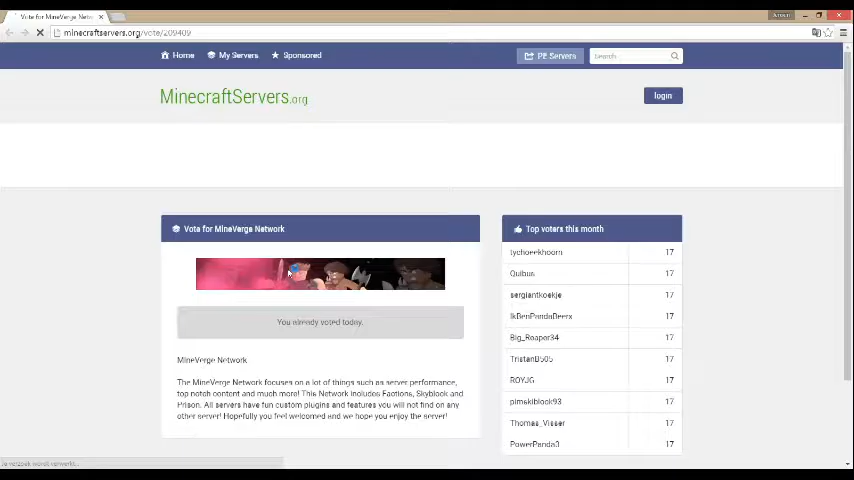 Vote for MineVerge Netwo
minecraftservers.org/vote/209409
Home My Servers Sponsored PE Servers Search
MinecraftServers.org login
Vote for MineVerge Network
You already voted today.
MineVerge Network
The MineVerge Network focuses on a lot of things such as server performance,
top notch content and much more! This Network includes Factions, Skyblock and
Prison. All servers have fun custom plugins and features you will not find on any
other server! Hopefully you feel welcomed and we hope you enjoy the server!
Top voters this month
tychoekhoorn 17
Quibus 17
sergiantkoekje 17
IkBenPandaBeerx 17
Big_Reaper34 17
TristanB505 17
ROYJG 17
pimskiblock93 17
Thomas_Visser 17
PowerPanda3 17